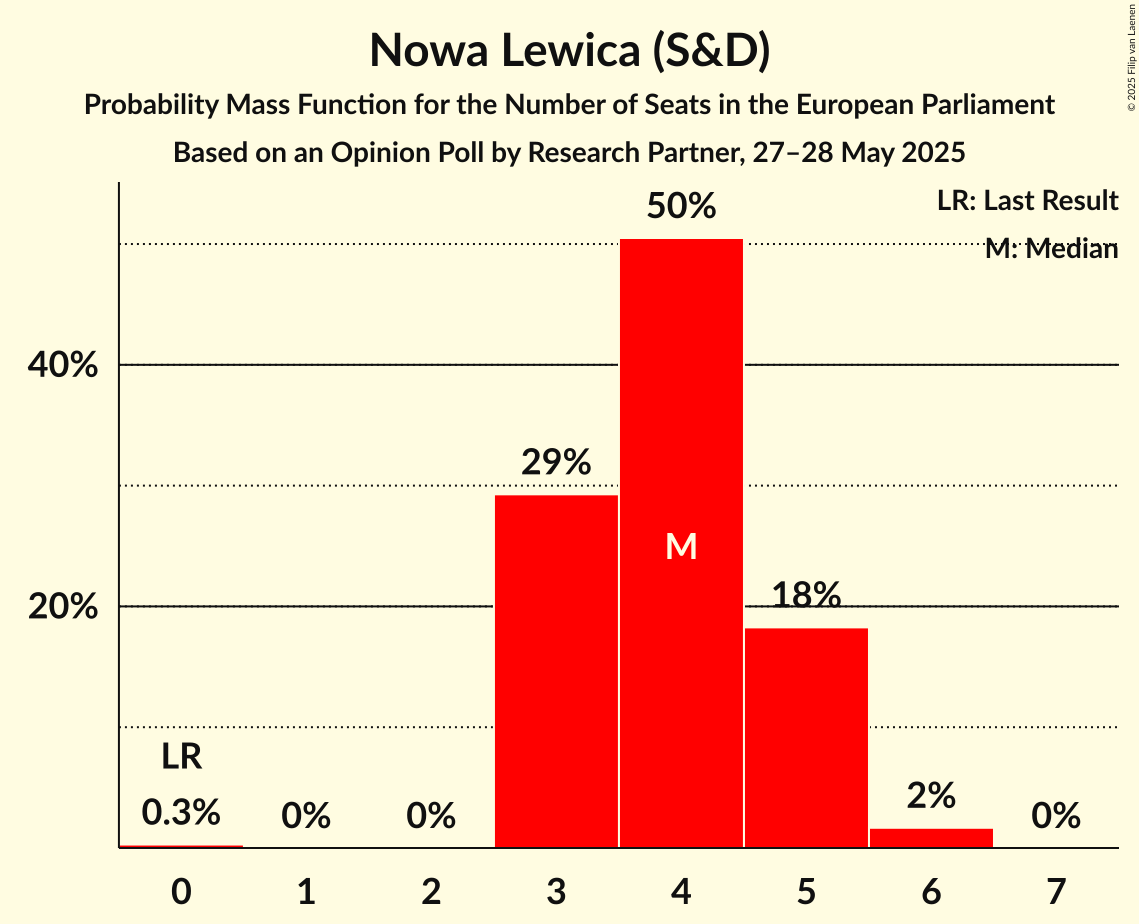 Nowa Lewica (S&D)
Probability Mass Function for the Number of Seats in the European Parliament
Based on an Opinion Poll by Research Partner, 27–28 May 2025
© 2025 Filip van Laenen
LR: Last Result
M: Median
50%
40%
29%
M
20%
18%
LR
0.3%
0%
0%
2%
0%
0
1
2
3
4
5
6
7